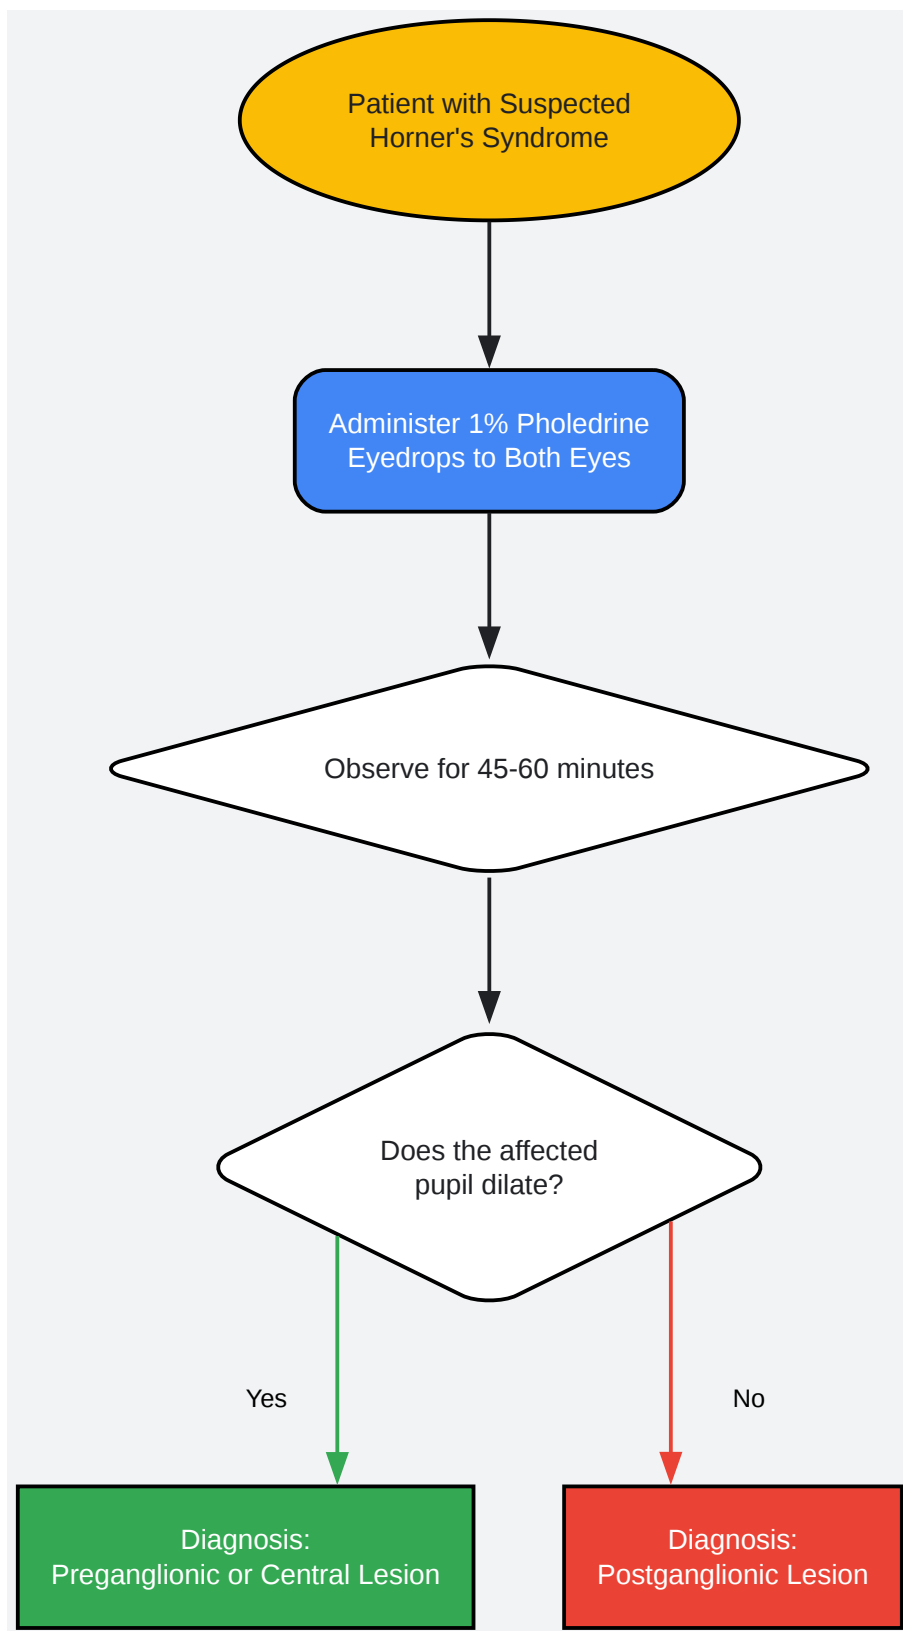 Patient with Suspected
Horner's Syndrome
Administer 1% Pholedrine
Eyedrops to Both Eyes
Observe for 45-60 minutes
Does the affected
pupil dilate?
Yes
No
Diagnosis:
Preganglionic or Central Lesion
Diagnosis:
Postganglionic Lesion